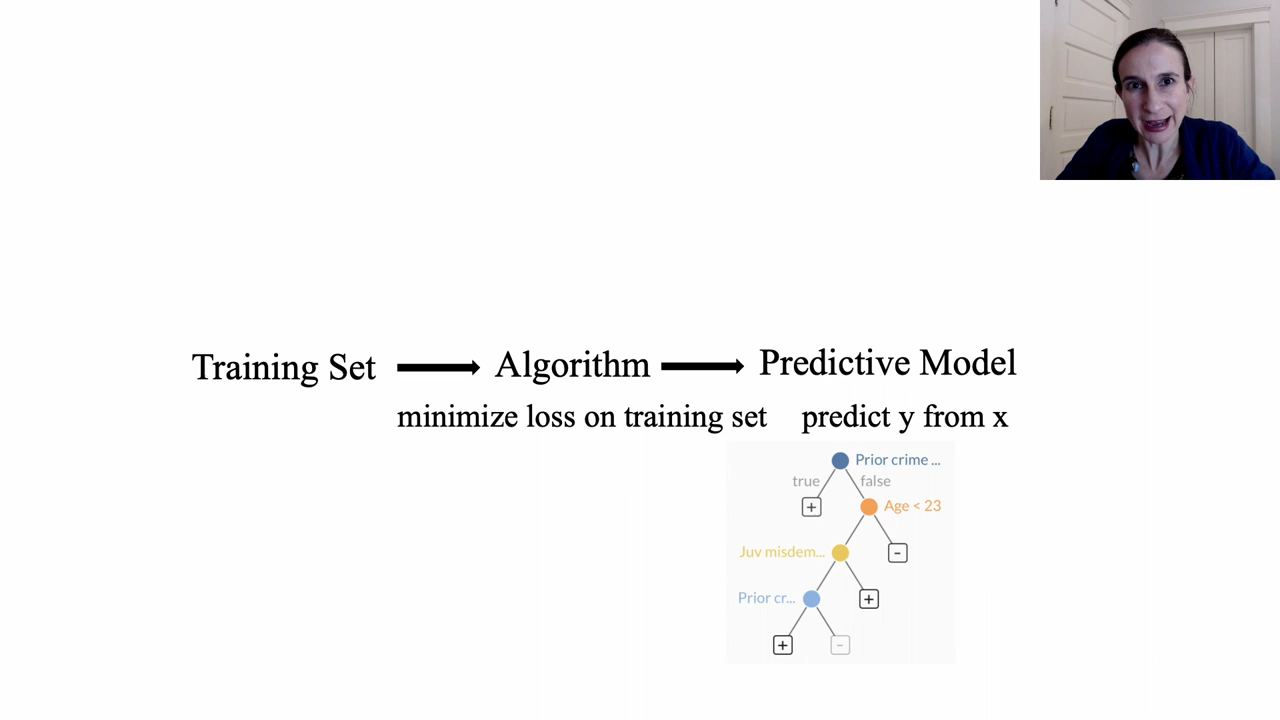 Training Set → Algorithm → Predictive Model
minimize loss on training set predict y from x
Prior crime ...
true false
+ Age < 23
Juv misdem... -
Prior cr... +
+ -